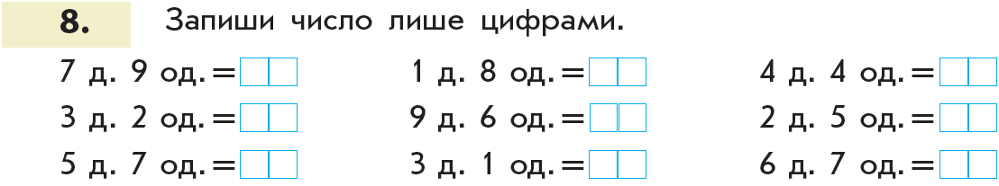 8. Запиши число лише цифрами.
7 д. 9 од. = 1 д. 8 од. = 4 д. 4 од. =
3 д. 2 од. = 9 д. 6 од. = 2 д. 5 од. =
5 д. 7 од. = 3 д. 1 од. = 6 д. 7 од. =